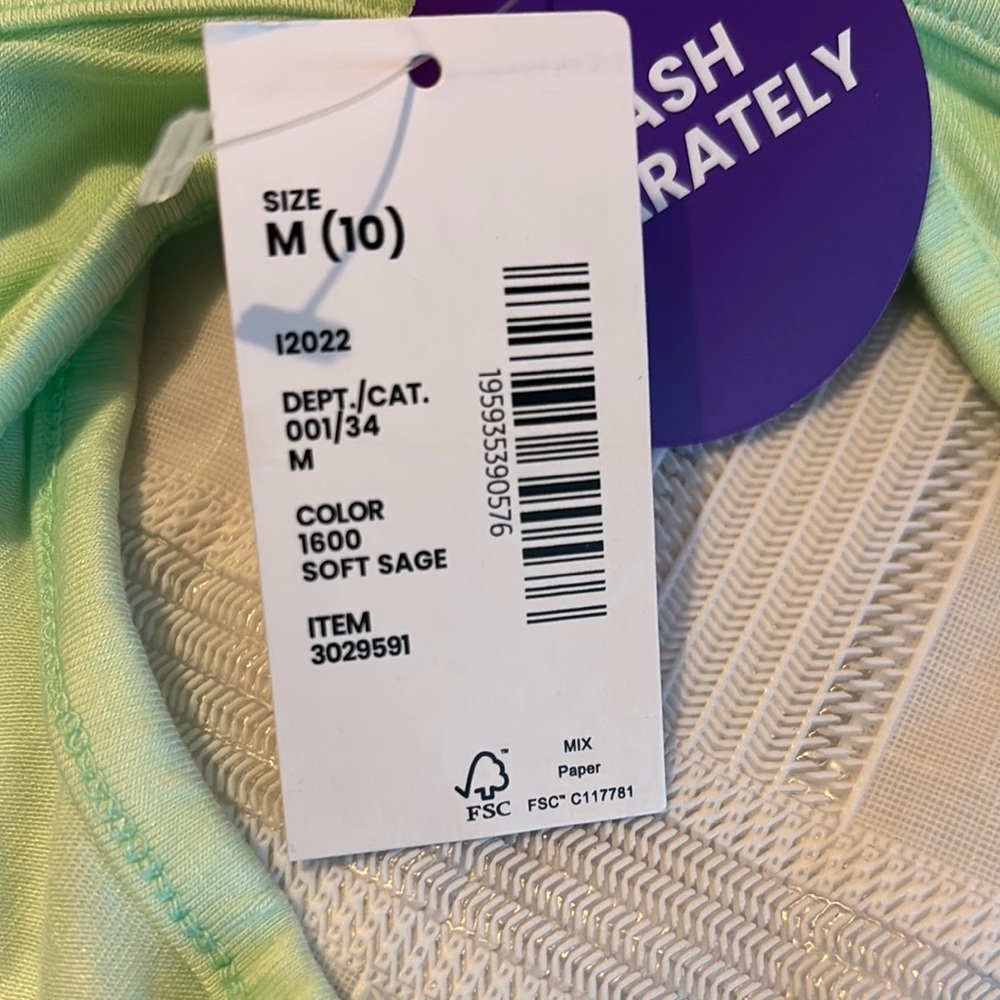 ASH
RATELY
SIZE
M (10)
I2022
DEPT./CAT.
001/34
M
COLOR
1600
SOFT SAGE
ITEM
3029591
195935390576
FSC™
MIX
Paper
FSC™ C117781